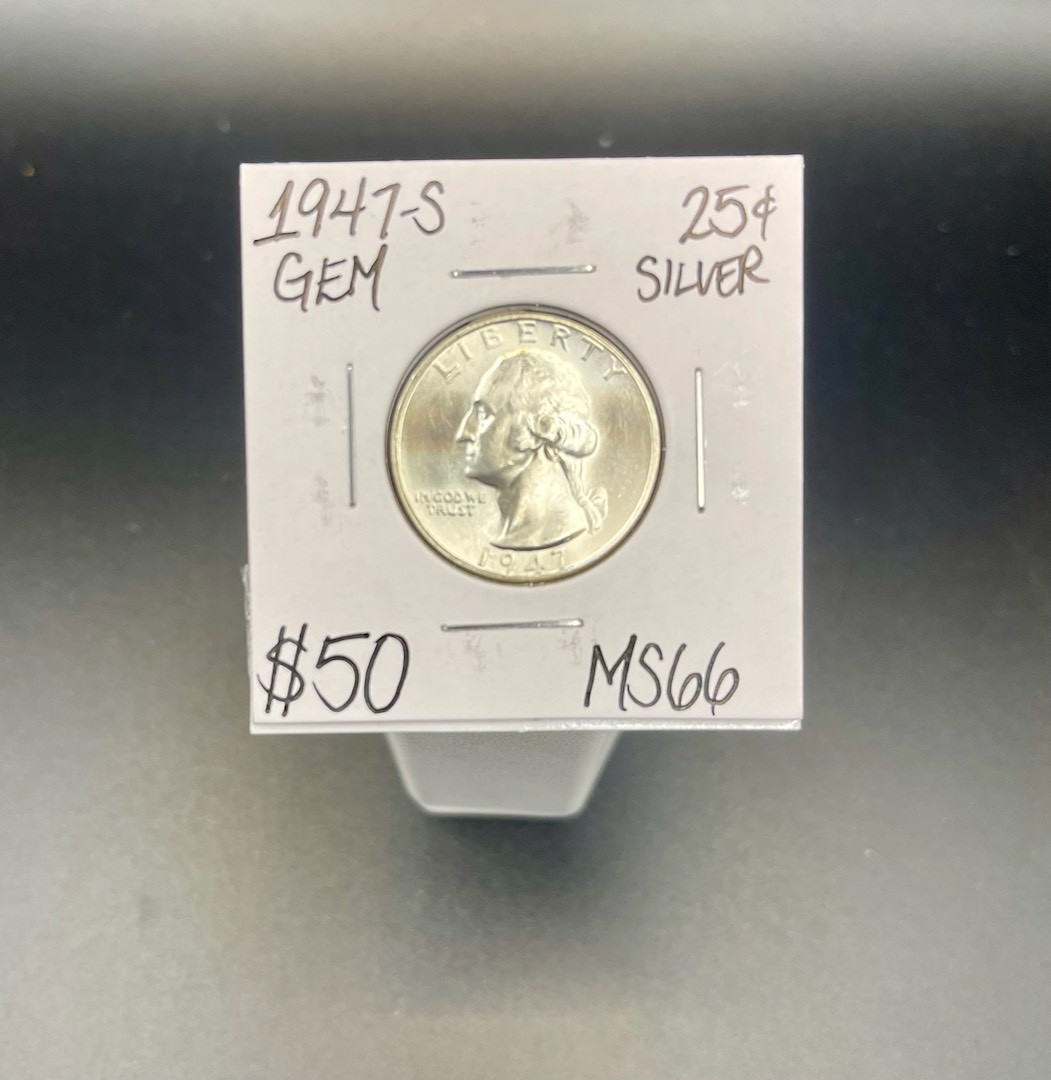 1947-S
GEM
25¢
SILVER
LIBERTY
IN GOD WE
TRUST
1947
$50
MS66